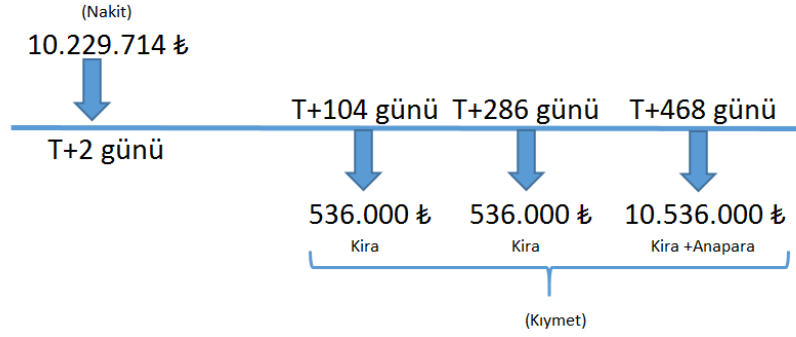 (Nakit)
10.229.714 ₺
T+104 günü T+286 günü T+468 günü
T+2 günü
536.000 ₺ 536.000 ₺ 10.536.000 ₺
Kira Kira Kira +Anapara
(Kıymet)